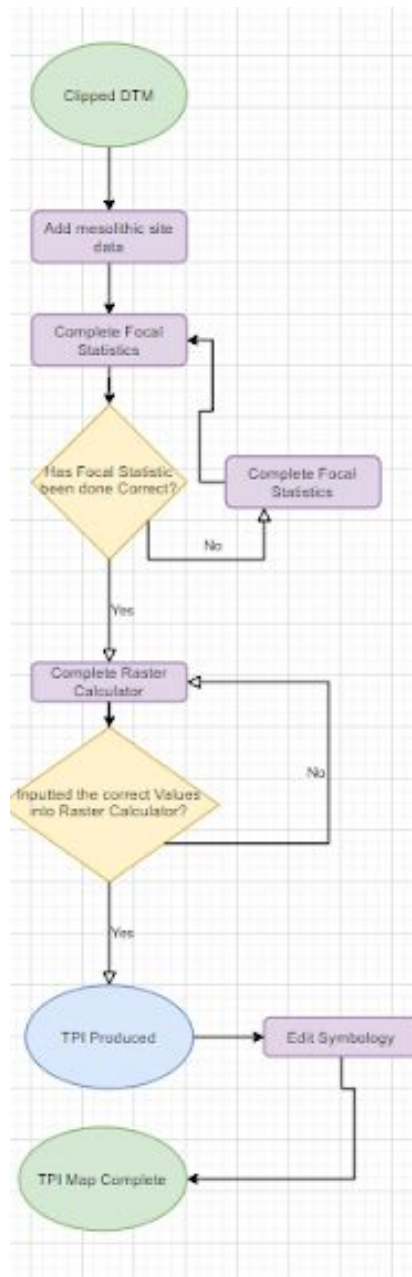 Clipped DTM
Add mesolithic site
data
Complete Focal
Statistics
Has Focal Statistic
been done Correct?
Complete Focal
Statistics
No
Yes
Complete Raster
Calculator
No
Inputted the correct Values
into Raster Calculator?
Yes
TPI Produced
Edit Symbology
TPI Map Complete